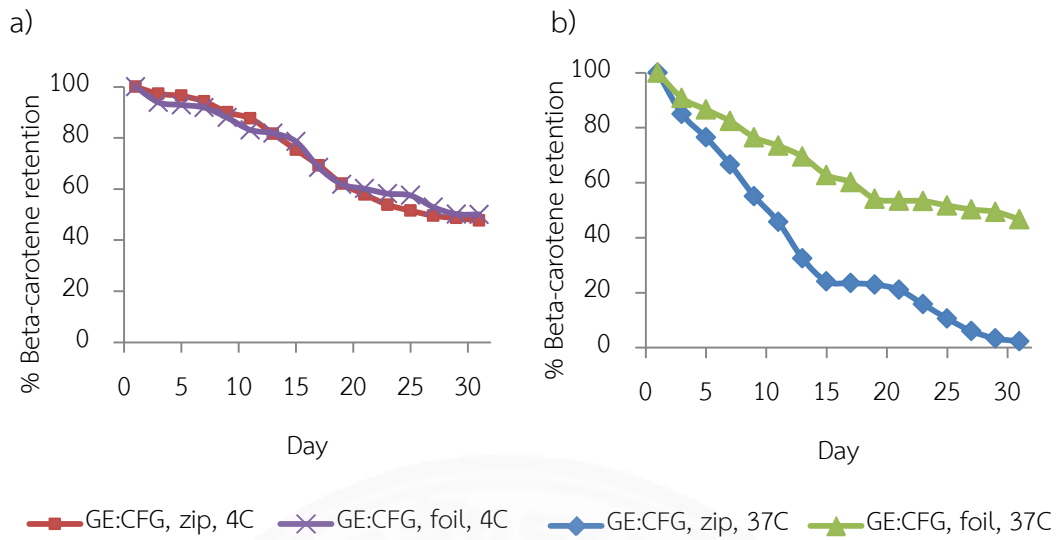 a)
% Beta-carotene retention
100
80
60
40
20
0
0 5 10 15 20 25 30
Day
b)
% Beta-carotene retention
100
80
60
40
20
0
0 5 10 15 20 25 30
Day
GE:CFG, zip, 4C GE:CFG, foil, 4C GE:CFG, zip, 37C GE:CFG, foil, 37C